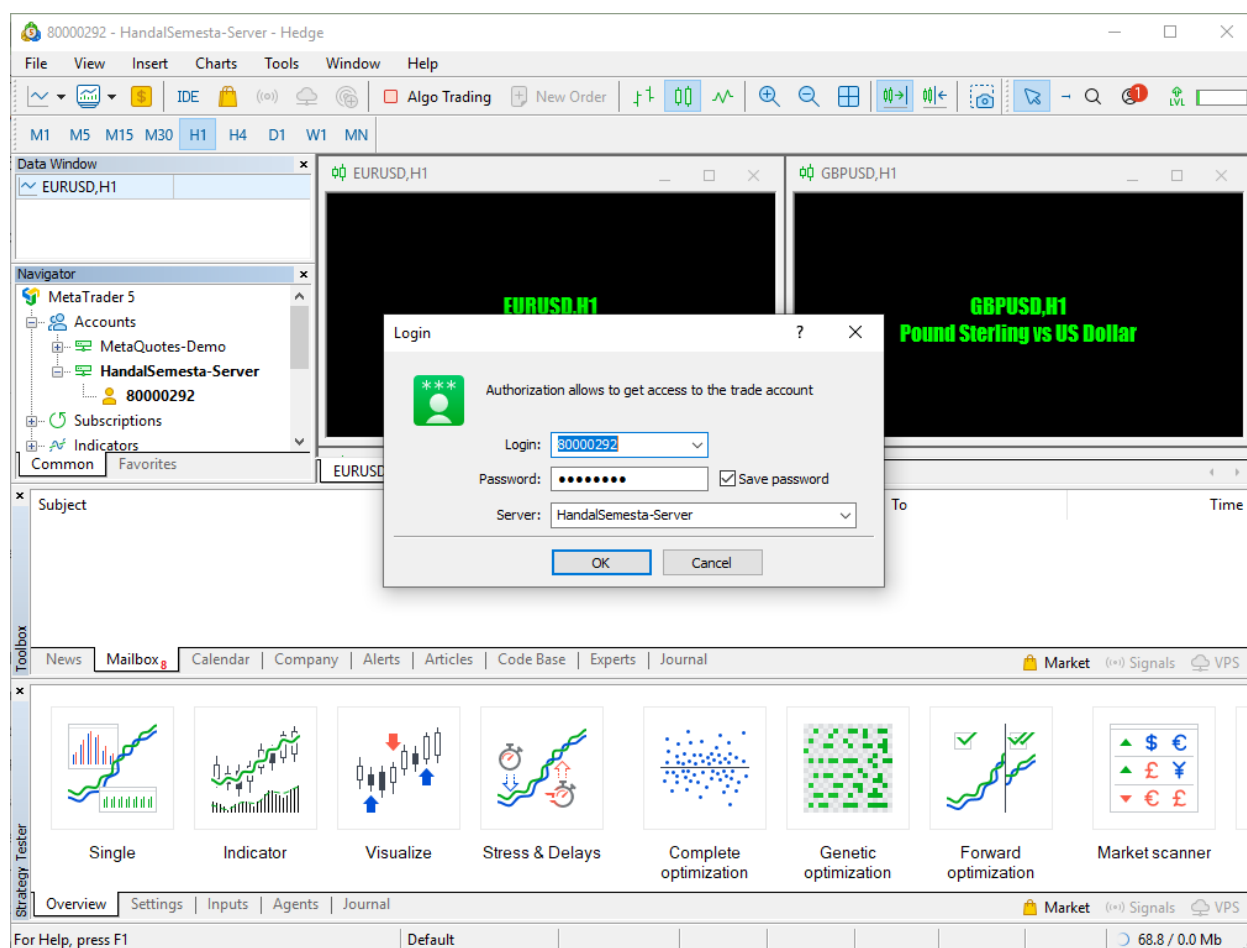 80000292 - HandalSemesta-Server - Hedge
File View Insert Charts Tools Window Help
IDE Algo Trading New Order 1 LVL
M1 M5 M15 M30 H1 H4 D1 W1 MN
Data Window
EURUSD,H1
Navigator
MetaTrader 5
Accounts
MetaQuotes-Demo
HandalSemesta-Server
80000292
Subscriptions
Indicators
Common Favorites
EURUSD,H1
EURUSD,H1
GBPUSD,H1
GBPUSD,H1
Pound Sterling vs US Dollar
EURUSD
Login ?
***
Authorization allows to get access to the trade account
Login: 80000292
Password: ●●●●●●●● Save password
Server: HandalSemesta-Server
OK Cancel
Subject To Time
Toolbox
News Mailbox 8 Calendar Company Alerts Articles Code Base Experts Journal
Market Signals VPS
Single
Indicator
Visualize
Stress & Delays
Complete optimization
Genetic optimization
Forward optimization
$ €
£ ¥
€ £
Market scanner
Strategy Tester
Overview Settings Inputs Agents Journal
Market Signals VPS
For Help, press F1 Default 68.8 / 0.0 Mb